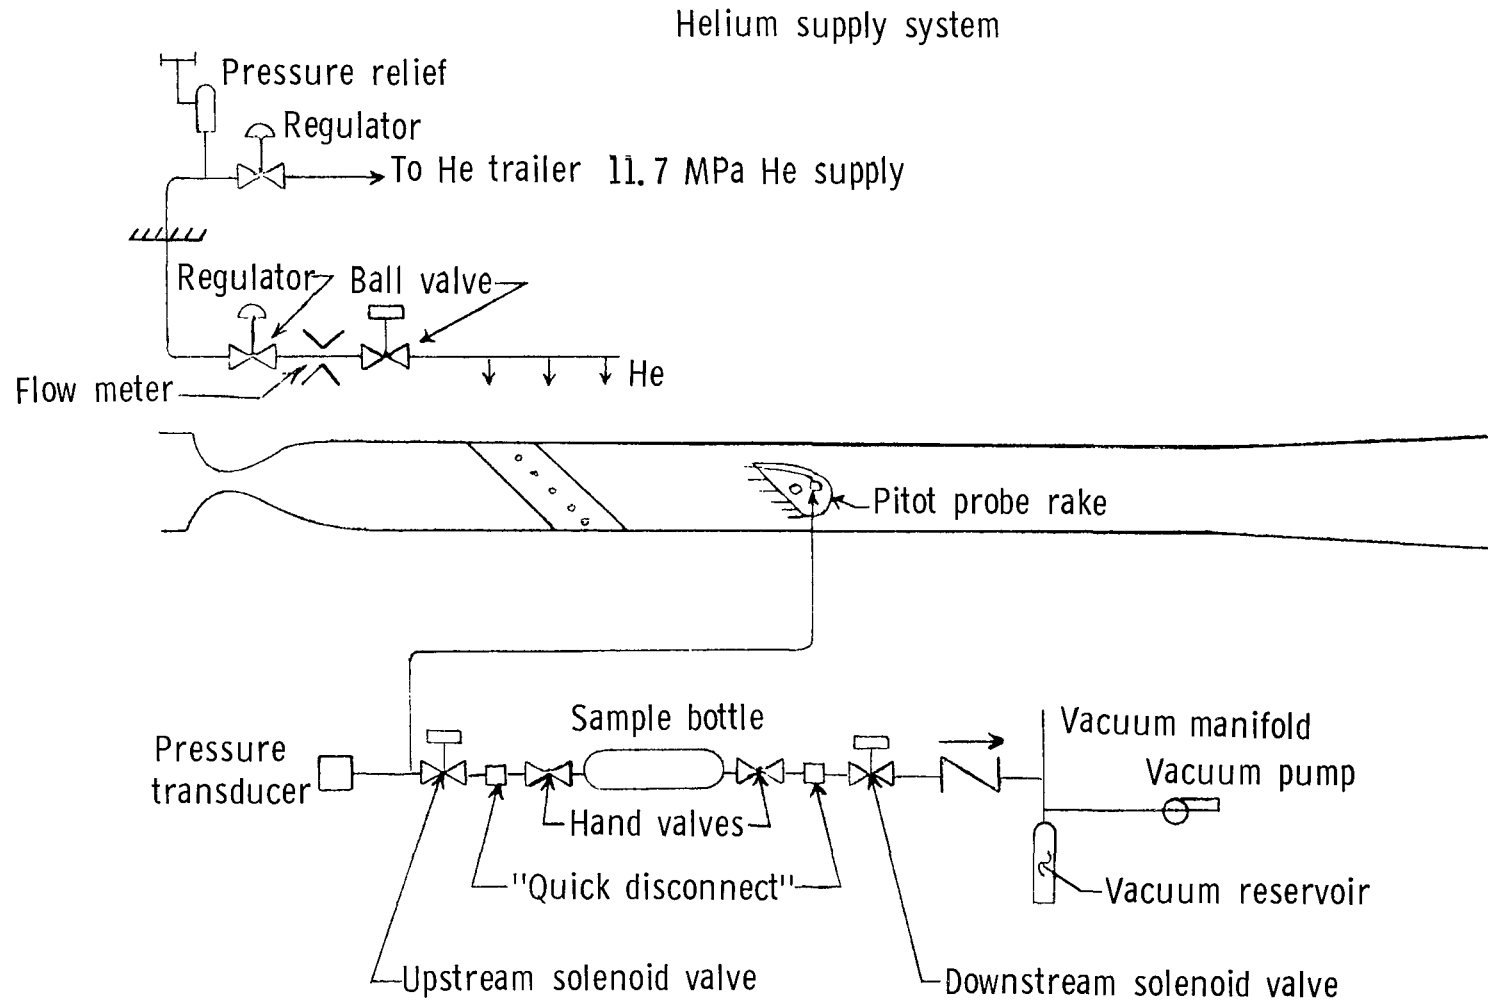 Helium supply system
Pressure relief
Regulator
To He trailer 11.7 MPa He supply
Regulator
Ball valve
He
Flow meter
Pitot probe rake
Sample bottle
Vacuum manifold
Pressure
transducer
Vacuum pump
Hand valves
"Quick disconnect"
Vacuum reservoir
Upstream solenoid valve
Downstream solenoid valve